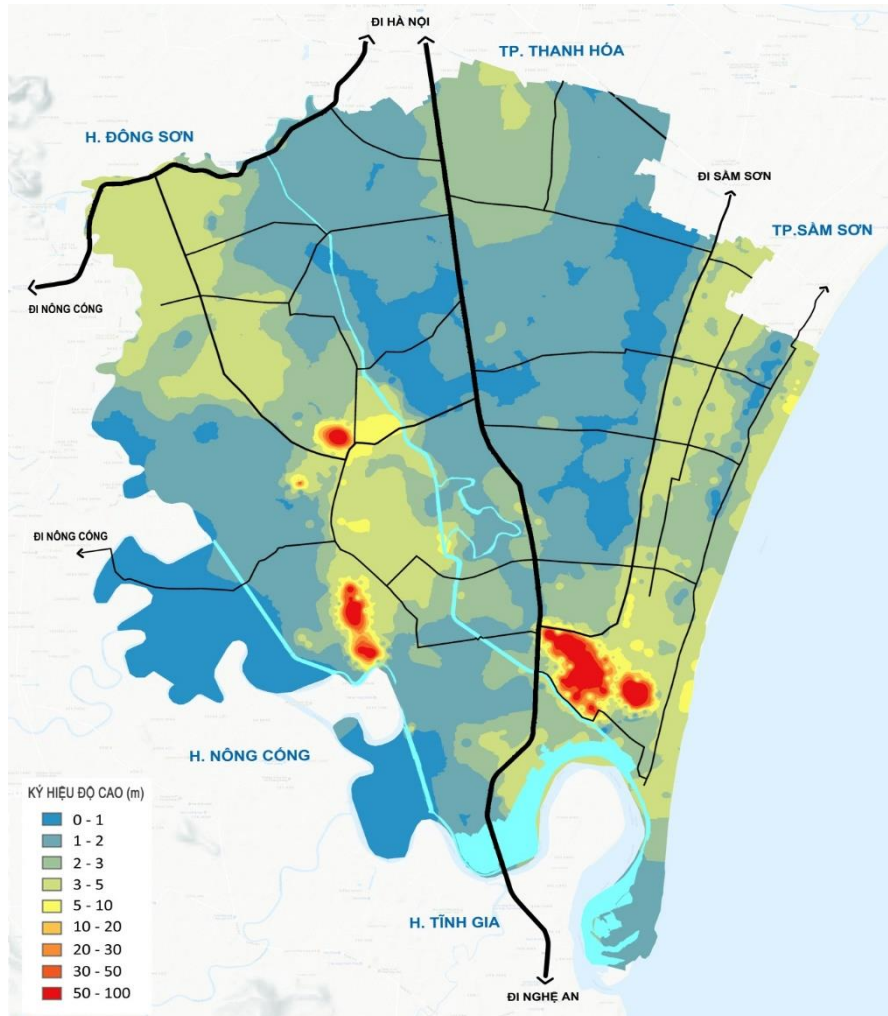 ĐI HÀ NỘI
TP. THANH HÓA
H. ĐÔNG SƠN
ĐI SẦM SƠN
TP.SẦM SƠN
ĐI NÔNG CỐNG
ĐI NÔNG CỐNG
H. NÔNG CỐNG
KÝ HIỆU ĐỘ CAO (m)
0 - 1
1 - 2
2 - 3
3 - 5
5 - 10
10 - 20
20 - 30
30 - 50
50 - 100
H. TĨNH GIA
ĐI NGHỆ AN